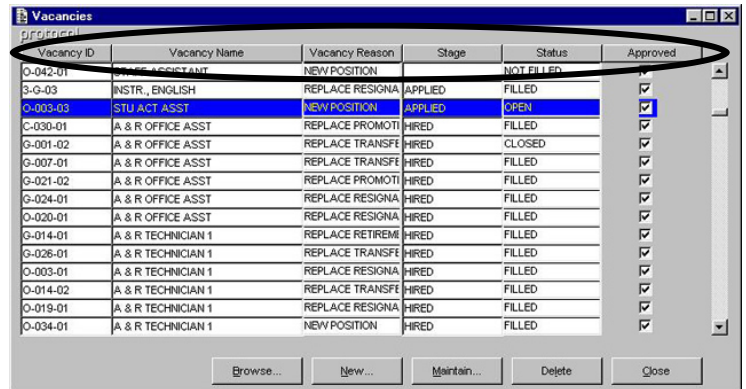 Vacancies
protocol
Vacancy ID Vacancy Name Vacancy Reason Stage Status Approved
O-042-01 STAFF ASSISTANT NEW POSITION NOT FILLED
3-G-03 INSTR., ENGLISH REPLACE RESIGNA APPLIED FILLED
O-003-03 STU ACT ASST NEW POSITION APPLIED OPEN
C-030-01 A & R OFFICE ASST REPLACE PROMOTI HIRED FILLED
G-001-02 A & R OFFICE ASST REPLACE TRANSFE HIRED CLOSED
G-007-01 A & R OFFICE ASST REPLACE TRANSFE HIRED FILLED
G-021-02 A & R OFFICE ASST REPLACE PROMOTI HIRED FILLED
G-024-01 A & R OFFICE ASST REPLACE RESIGNA HIRED FILLED
O-020-01 A & R OFFICE ASST REPLACE RESIGNA HIRED FILLED
G-014-01 A & R TECHNICIAN 1 REPLACE RETIREME HIRED FILLED
G-026-01 A & R TECHNICIAN 1 REPLACE TRANSFE HIRED FILLED
O-003-01 A & R TECHNICIAN 1 REPLACE RESIGNA HIRED FILLED
O-014-02 A & R TECHNICIAN 1 REPLACE TRANSFE HIRED FILLED
O-019-01 A & R TECHNICIAN 1 REPLACE RESIGNA HIRED FILLED
O-034-01 A & R TECHNICIAN 1 NEW POSITION HIRED FILLED
Browse... New... Maintain... Delete Close